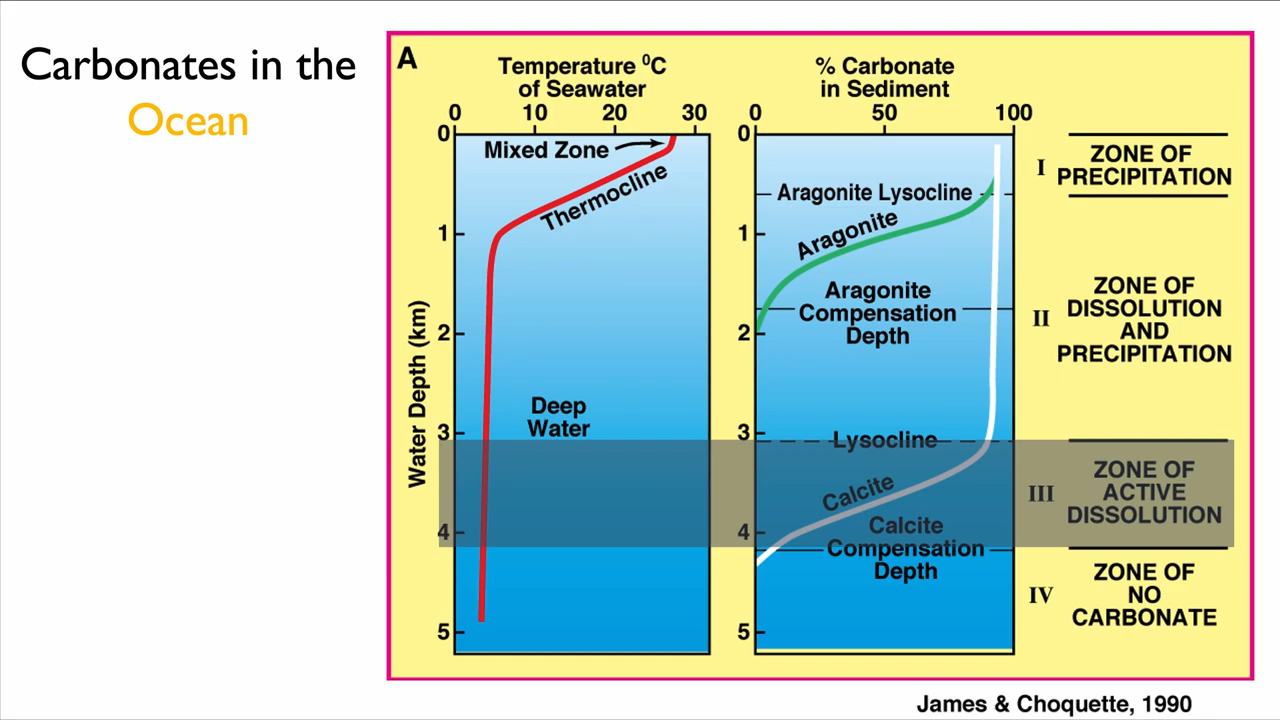 Carbonates in the
Ocean
A
Temperature ⁰C
of Seawater
0 10 20 30
% Carbonate
in Sediment
0 50 100
Water Depth (km)
0
1
2
3
4
5
Mixed Zone
Thermocline
Deep
Water
0
1
2
3
4
5
Aragonite Lysocline
Aragonite
Aragonite
Compensation
Depth
Lysocline
Calcite
Calcite
Compensation
Depth
I ZONE OF
PRECIPITATION
II ZONE OF
DISSOLUTION
AND
PRECIPITATION
III ZONE OF
ACTIVE
DISSOLUTION
IV ZONE OF
NO
CARBONATE
James & Choquette, 1990